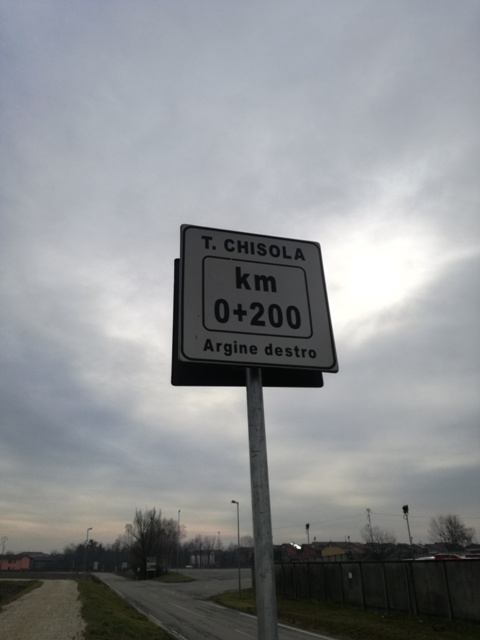 T. CHISOLA
km
0+200
Argine destro